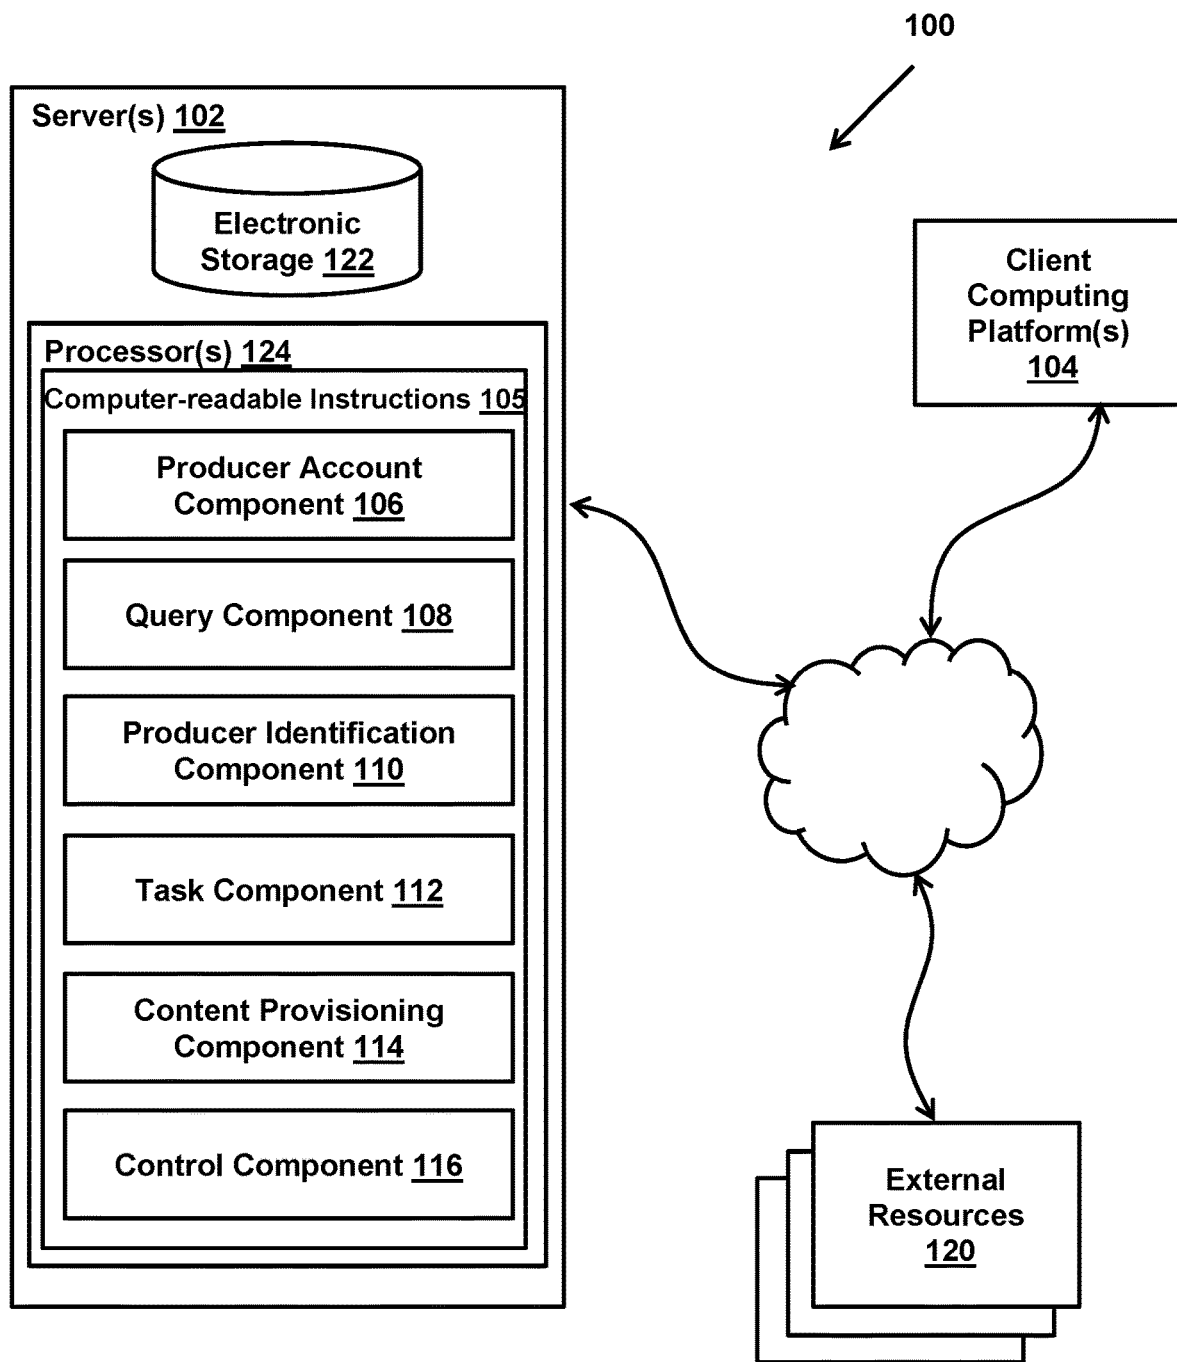 100
Server(s) 102
Electronic
Storage 122
Client
Computing
Platform(s)
104
Processor(s) 124
Computer-readable Instructions 105
Producer Account
Component 106
Query Component 108
Producer Identification
Component 110
Task Component 112
Content Provisioning
Component 114
Control Component 116
External
Resources
120